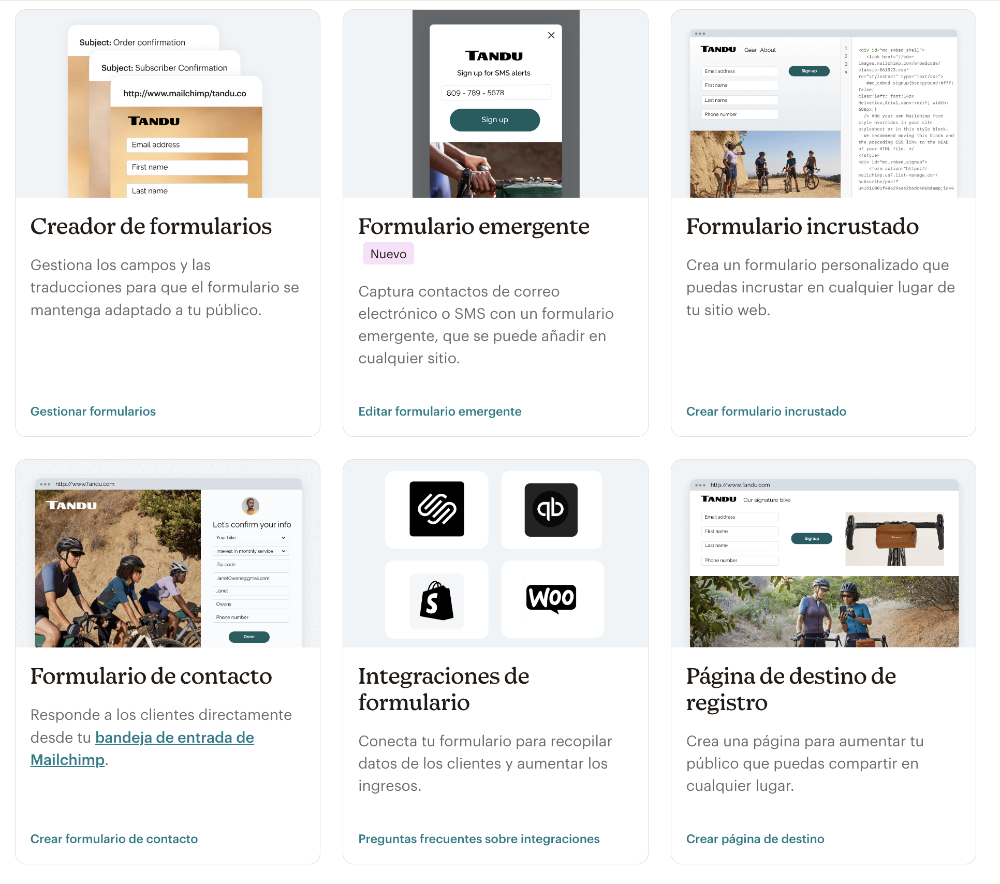 Subject: Order confirmation
Subject: Subscriber Confirmation
http://www.mailchimp/tandu.co
TANDU
Email address
First name
Last name
Creador de formularios
Gestiona los campos y las
traducciones para que el formulario se
mantenga adaptado a tu público.
Gestionar formularios
TANDU
Sign up for SMS alerts
809 - 789 - 5678
Sign up
Formulario emergente
Nuevo
Captura contactos de correo
electrónico o SMS con un formulario
emergente, que se puede añadir en
cualquier sitio.
Editar formulario emergente
TANDU Gear About
Email address
Sign up
First name
Last name
Phone number
1
2
3
4
<div id="mc_embed_shell">
<link href="//cdn-
images.mailchimp.com/embedcode/
classic-061523.css"
re="stylesheet" type="text/css">
#mc_embed-signup{background:#fff;
false;
clear:left; font:14px
Helvetica,Arial,sans-serif; width:
600px;}
/* Add your own Mailchimp form
style overrides in your site
stylesheet or in this style block.
We recommend moving this block and
the preceding CSS link to the HEAD
of your HTML file. */
</style>
<div id="mc_embed_signup">
<form action="https://
mailchimp.us7.list-manage.com/
subscribe/post?
u=1d16001f40429aae2b6dc406b&amp;id=4
Formulario incrustado
Crea un formulario personalizado que
puedas incrustar en cualquier lugar de
tu sitio web.
Crear formulario incrustado
http://www.Tandu.com
TANDU
Let's confirm your info
Your bike
Interest in monthly service
Zip code
JanetOwens@gmail.com
Janet
Owens
Phone number
Done
Formulario de contacto
Responde a los clientes directamente
desde tu bandeja de entrada de
Mailchimp.
Crear formulario de contacto
qb
S
WOO
Integraciones de
formulario
Conecta tu formulario para recopilar
datos de los clientes y aumentar los
ingresos.
Preguntas frecuentes sobre integraciones
http://www.Tandu.com
TANDU Our signature bike
Email address
First name
Last name
Phone number
Signup
TANDU
Página de destino de
registro
Crea una página para aumentar tu
público que puedas compartir en
cualquier lugar.
Crear página de destino